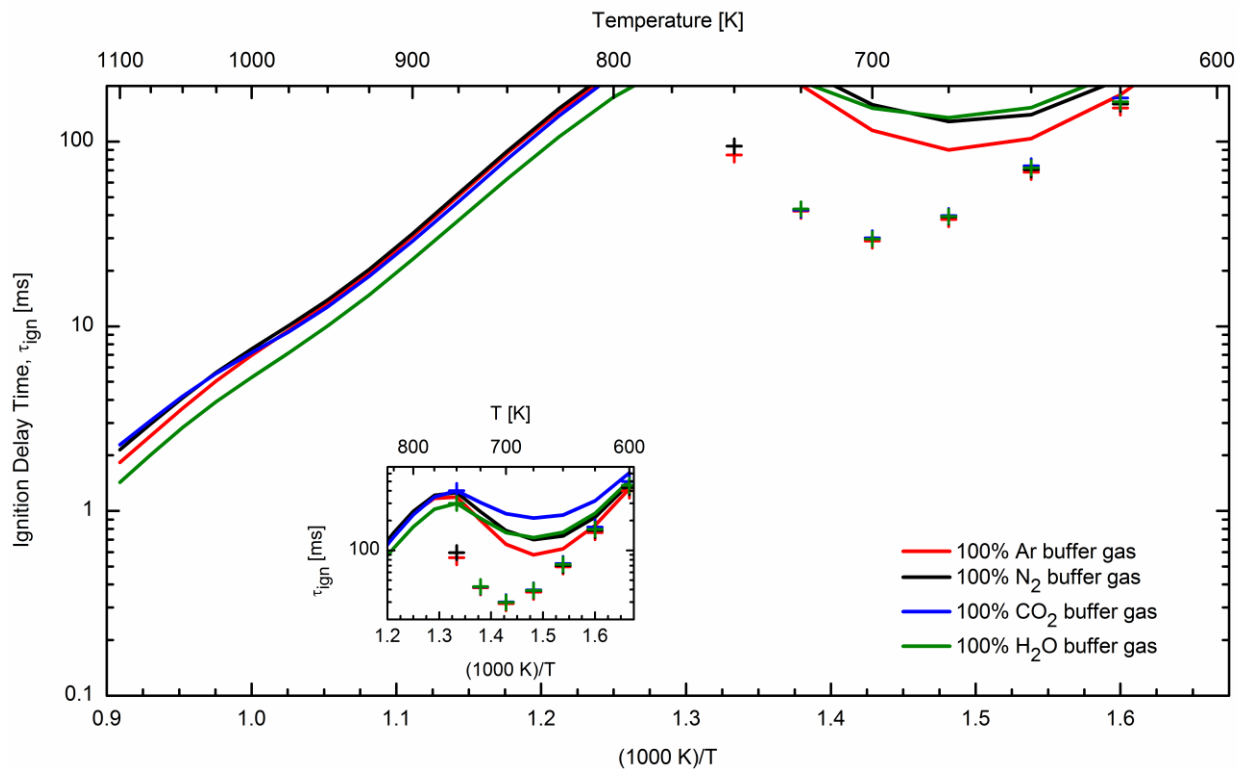 Temperature [K]
1100 1000 900 800 700 600
Ignition Delay Time, τign [ms]
100
10
1
0.1
T [K]
800 700 600
τign [ms]
100
1.2 1.3 1.4 1.5 1.6
(1000 K)/T
100% Ar buffer gas
100% N2 buffer gas
100% CO2 buffer gas
100% H2O buffer gas
0.9 1.0 1.1 1.2 1.3 1.4 1.5 1.6
(1000 K)/T